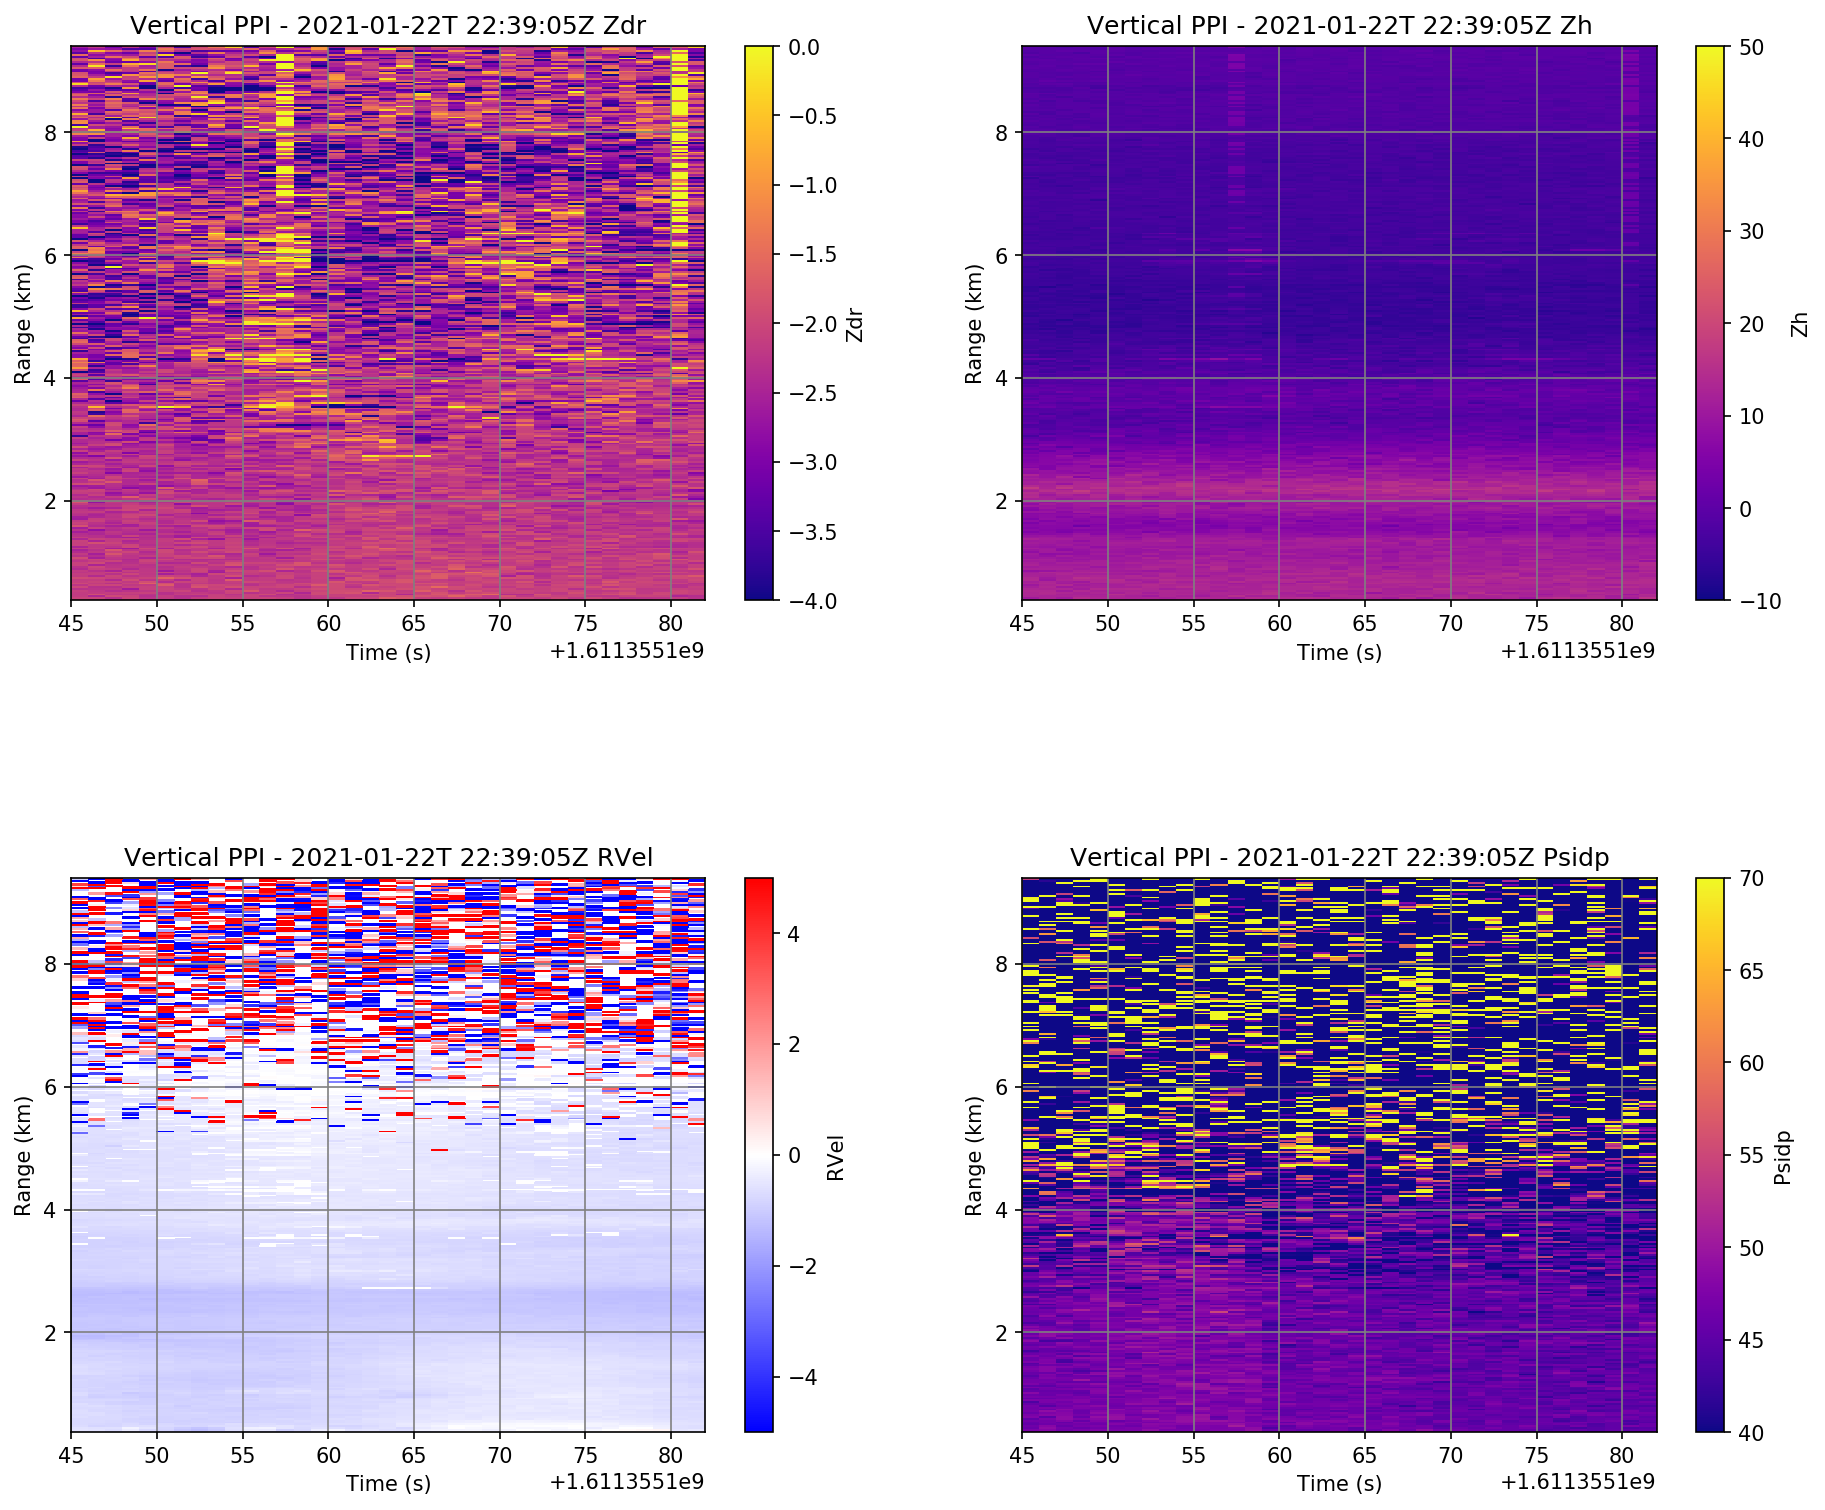 Vertical PPI - 2021-01-22T 22:39:05Z Zdr
8
6
4
2
Range (km)
45 50 55 60 65 70 75 80
Time (s)
+1.6113551e9
0.0
−0.5
−1.0
−1.5
−2.0
−2.5
−3.0
−3.5
−4.0
Zdr
Vertical PPI - 2021-01-22T 22:39:05Z Zh
8
6
4
2
Range (km)
45 50 55 60 65 70 75 80
Time (s)
+1.6113551e9
50
40
30
20
10
0
−10
Zh
Vertical PPI - 2021-01-22T 22:39:05Z RVel
8
6
4
2
Range (km)
45 50 55 60 65 70 75 80
Time (s)
+1.6113551e9
4
2
0
−2
−4
RVel
Vertical PPI - 2021-01-22T 22:39:05Z Psidp
8
6
4
2
Range (km)
45 50 55 60 65 70 75 80
Time (s)
+1.6113551e9
70
65
60
55
50
45
40
Psidp